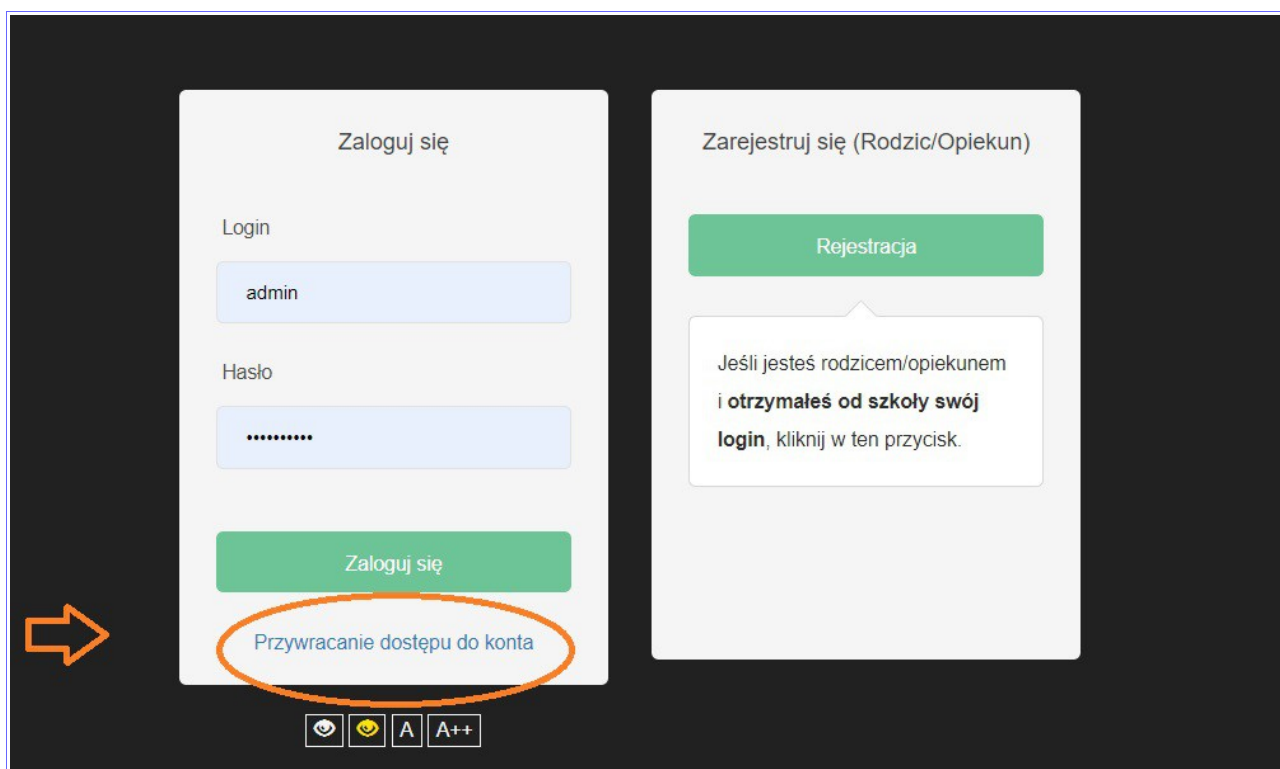 Zaloguj się
Login
admin
Hasło
••••••••••
Zaloguj się
Przywracanie dostępu do konta
Zarejestruj się (Rodzic/Opiekun)
Rejestracja
Jeśli jesteś rodzicem/opiekunem
i otrzymałeś od szkoły swój
login, kliknij w ten przycisk.
A
A++